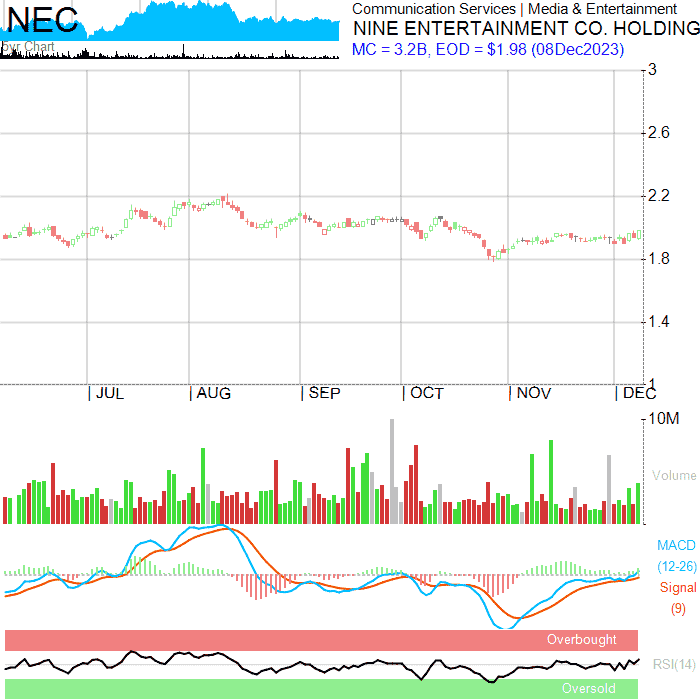 NEC
Communication Services | Media & Entertainment
NINE ENTERTAINMENT CO. HOLDING
MC = 3.2B, EOD = $1.98 (08Dec2023)
Chart
3
2.6
2.2
1.8
1.4
1
| JUL | AUG | SEP | OCT | NOV | DEC
10M
Volume
MACD
(12-26)
Signal
(9)
Overbought
RSI(14)
Oversold